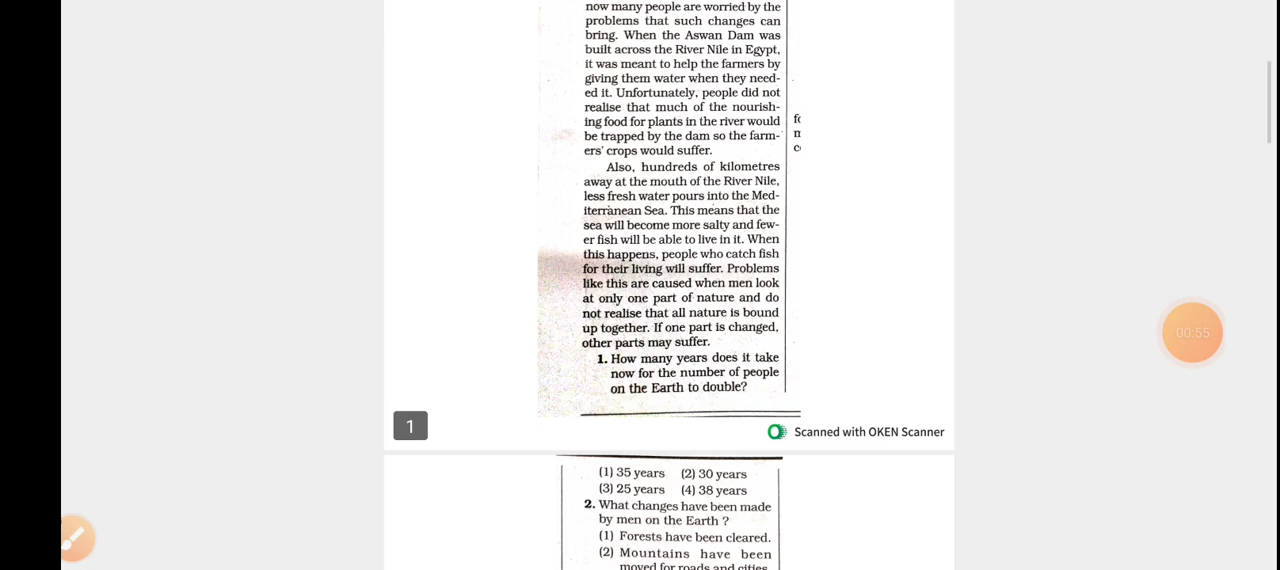 now many people are worried by the
problems that such changes can
bring. When the Aswan Dam was
built across the River Nile in Egypt,
it was meant to help the farmers by
giving them water when they need-
ed it. Unfortunately, people did not
realise that much of the nourish-
ing food for plants in the river would
be trapped by the dam so the farm-
ers' crops would suffer.
Also, hundreds of kilometres
away at the mouth of the River Nile,
less fresh water pours into the Med-
iterranean Sea. This means that the
sea will become more salty and few-
er fish will be able to live in it. When
this happens, people who catch fish
for their living will suffer. Problems
like this are caused when men look
at only one part of nature and do
not realise that all nature is bound
up together. If one part is changed,
other parts may suffer.
1. How many years does it take
now for the number of people
on the Earth to double?
1
Scanned with OKEN Scanner
(1) 35 years (2) 30 years
(3) 25 years (4) 38 years
2. What changes have been made
by men on the Earth ?
(1) Forests have been cleared.
(2) Mountains have been
moved for roads and cities
00:55